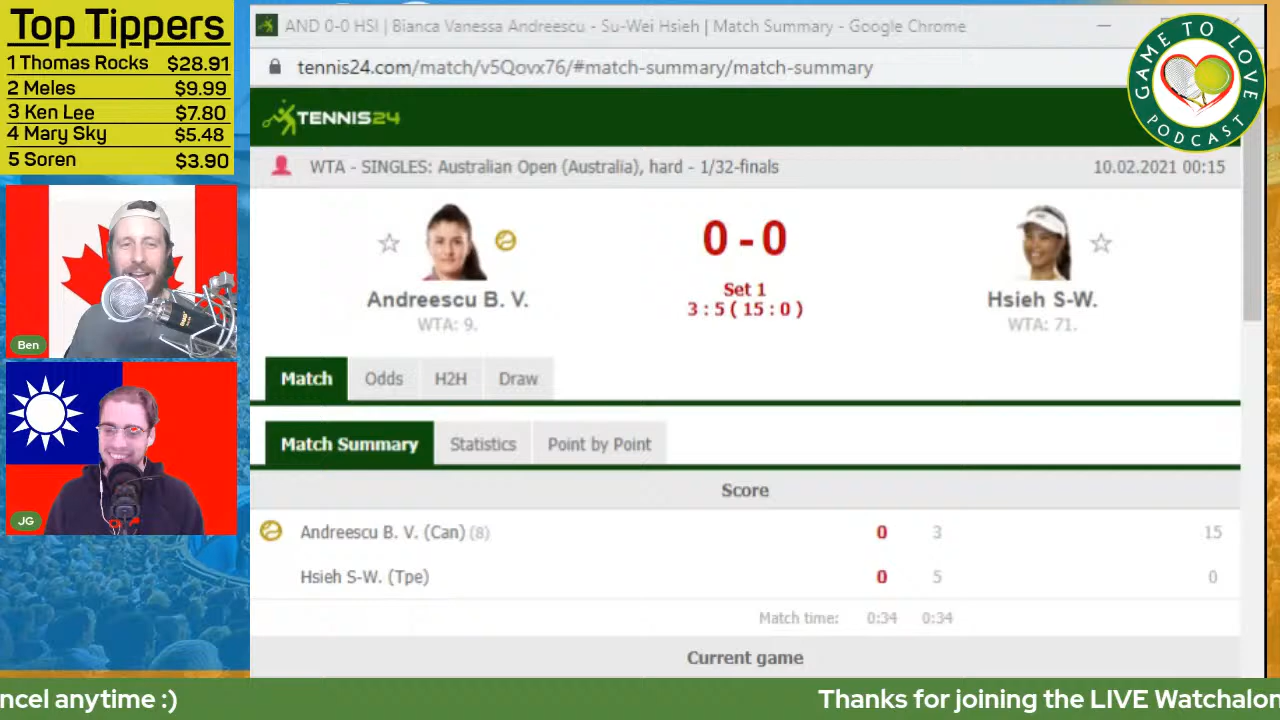 Top Tippers
1 Thomas Rocks $28.91
2 Meles $9.99
3 Ken Lee $7.80
4 Mary Sky $5.48
5 Soren $3.90
Ben
JG
AND 0-0 HSI | Bianca Vanessa Andreescu - Su-Wei Hsieh | Match Summary - Google Chrome
tennis24.com/match/v5Qovx76/#match-summary/match-summary
GAME TO LOVE
PODCAST
TENNIS24
WTA - SINGLES: Australian Open (Australia), hard - 1/32-finals 10.02.2021 00:15
0 - 0
Set 1
3 : 5 ( 15 : 0 )
Andreescu B. V.
WTA: 9.
Hsieh S-W.
WTA: 71.
Match Odds H2H Draw
Match Summary Statistics Point by Point
Score
Andreescu B. V. (Can) (8) 0 3 15
Hsieh S-W. (Tpe) 0 5 0
Match time: 0:34 0:34
Current game
ncel anytime :) Thanks for joining the LIVE Watchalon